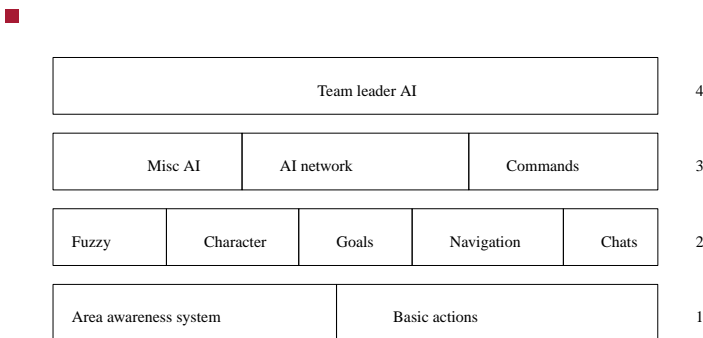 Team leader AI 4
Misc AI AI network Commands 3
Fuzzy Character Goals Navigation Chats 2
Area awareness system Basic actions 1